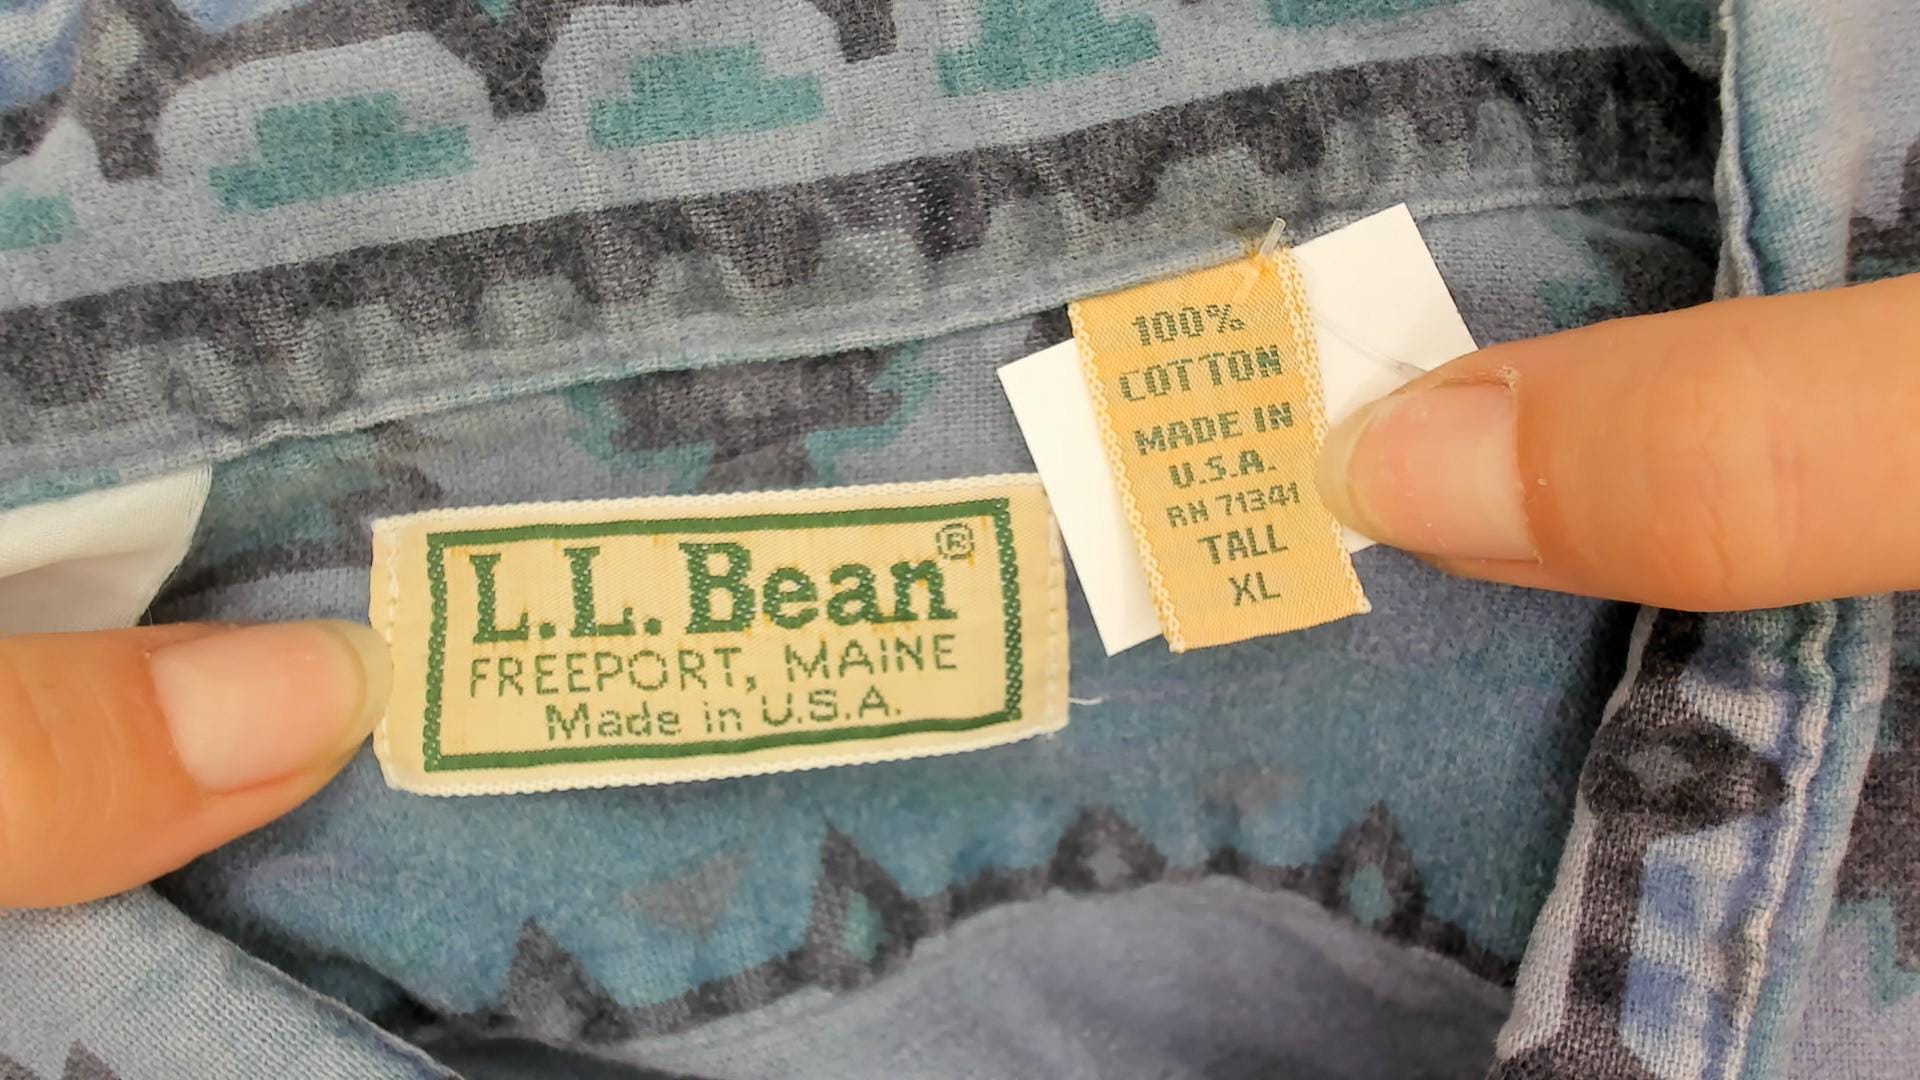 L.L.Bean®
FREEPORT, MAINE
Made in U.S.A.
100%
COTTON
MADE IN
U.S.A.
RN 71341
TALL
XL